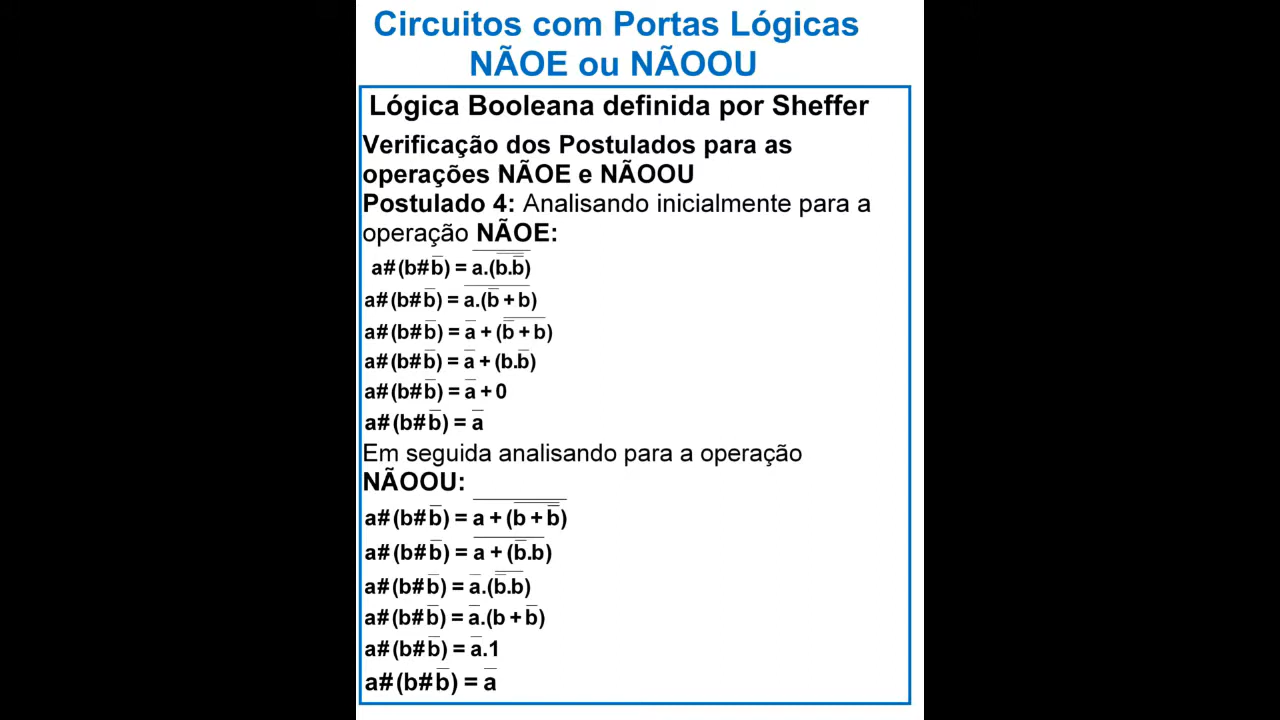 Circuitos com Portas Lógicas
NÃOE ou NÃOOU
Lógica Booleana definida por Sheffer
Verificação dos Postulados para as
operações NÃOE e NÃOOU
Postulado 4: Analisando inicialmente para a
operação NÃOE:
a#(b#b̅) = a̅.̅(̅b̅.̅b̅̅)̅
a#(b#b̅) = a̅.̅(̅b̅̅ ̅+̅ ̅b̅)̅
a#(b#b̅) = a̅ + (b̅̅ ̅+̅ ̅b̅)
a#(b#b̅) = a̅ + (b.b̅)
a#(b#b̅) = a̅ + 0
a#(b#b̅) = a̅
Em seguida analisando para a operação
NÃOOU:
a#(b#b̅) = a̅ ̅+̅ ̅(̅b̅̅ ̅+̅ ̅b̅̅)̅
a#(b#b̅) = a̅ ̅+̅ ̅(̅b̅̅.̅b̅)̅
a#(b#b̅) = a̅.(b̅̅.̅b̅)
a#(b#b̅) = a̅.(b + b̅)
a#(b#b̅) = a̅.1
a#(b#b̅) = a̅